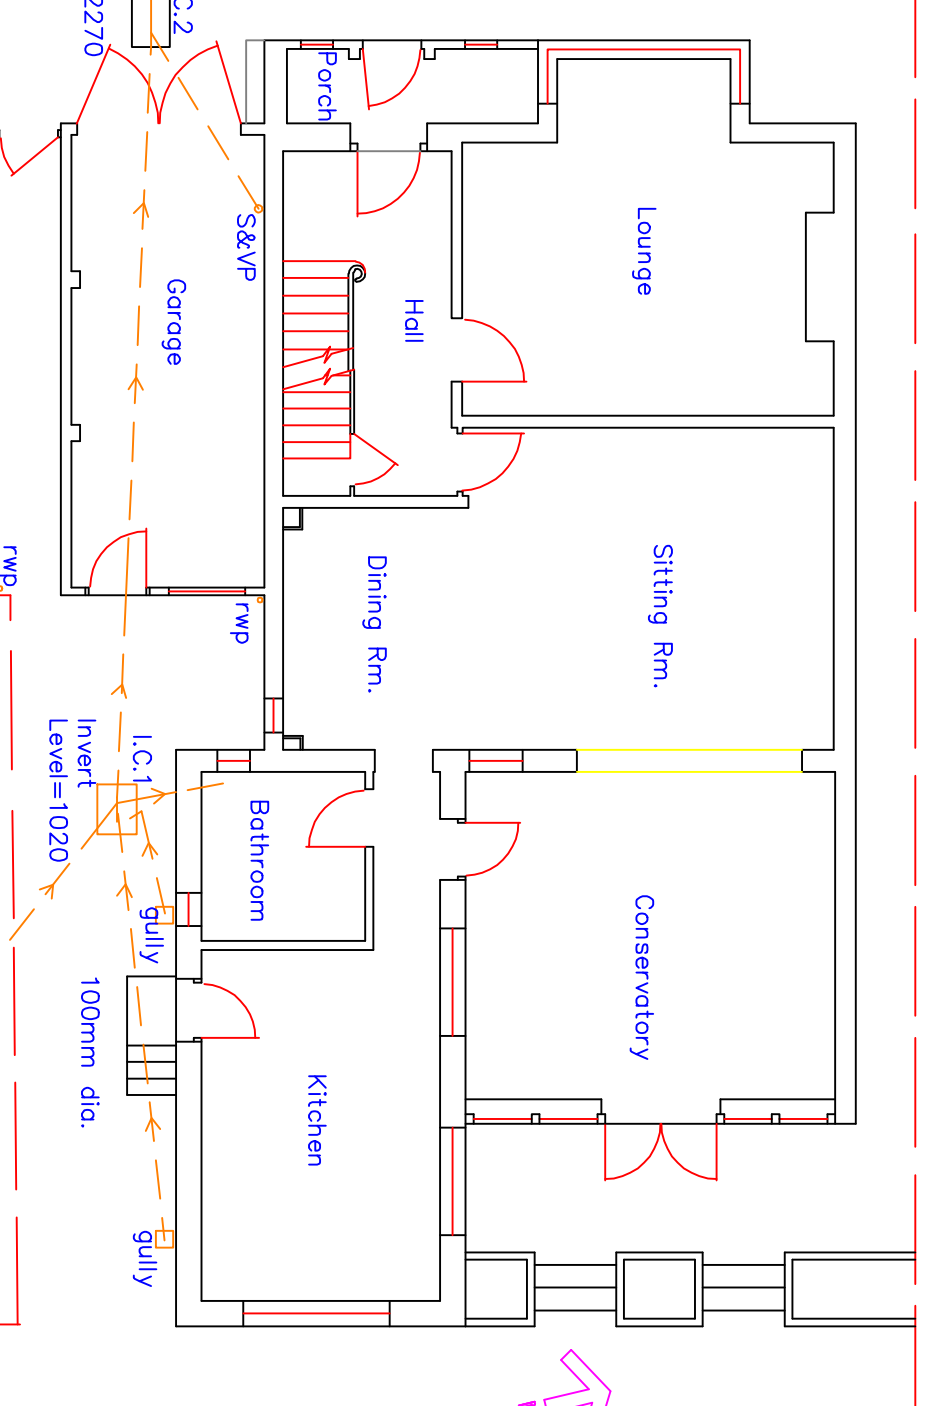 C.2
2270
Porch
S&VP
Lounge
Garage
Hall
rwp
Dining Rm.
Sitting Rm.
rwp
Invert
Level=1020
I.C.1
Bathroom
gully
Conservatory
100mm dia.
Kitchen
gully